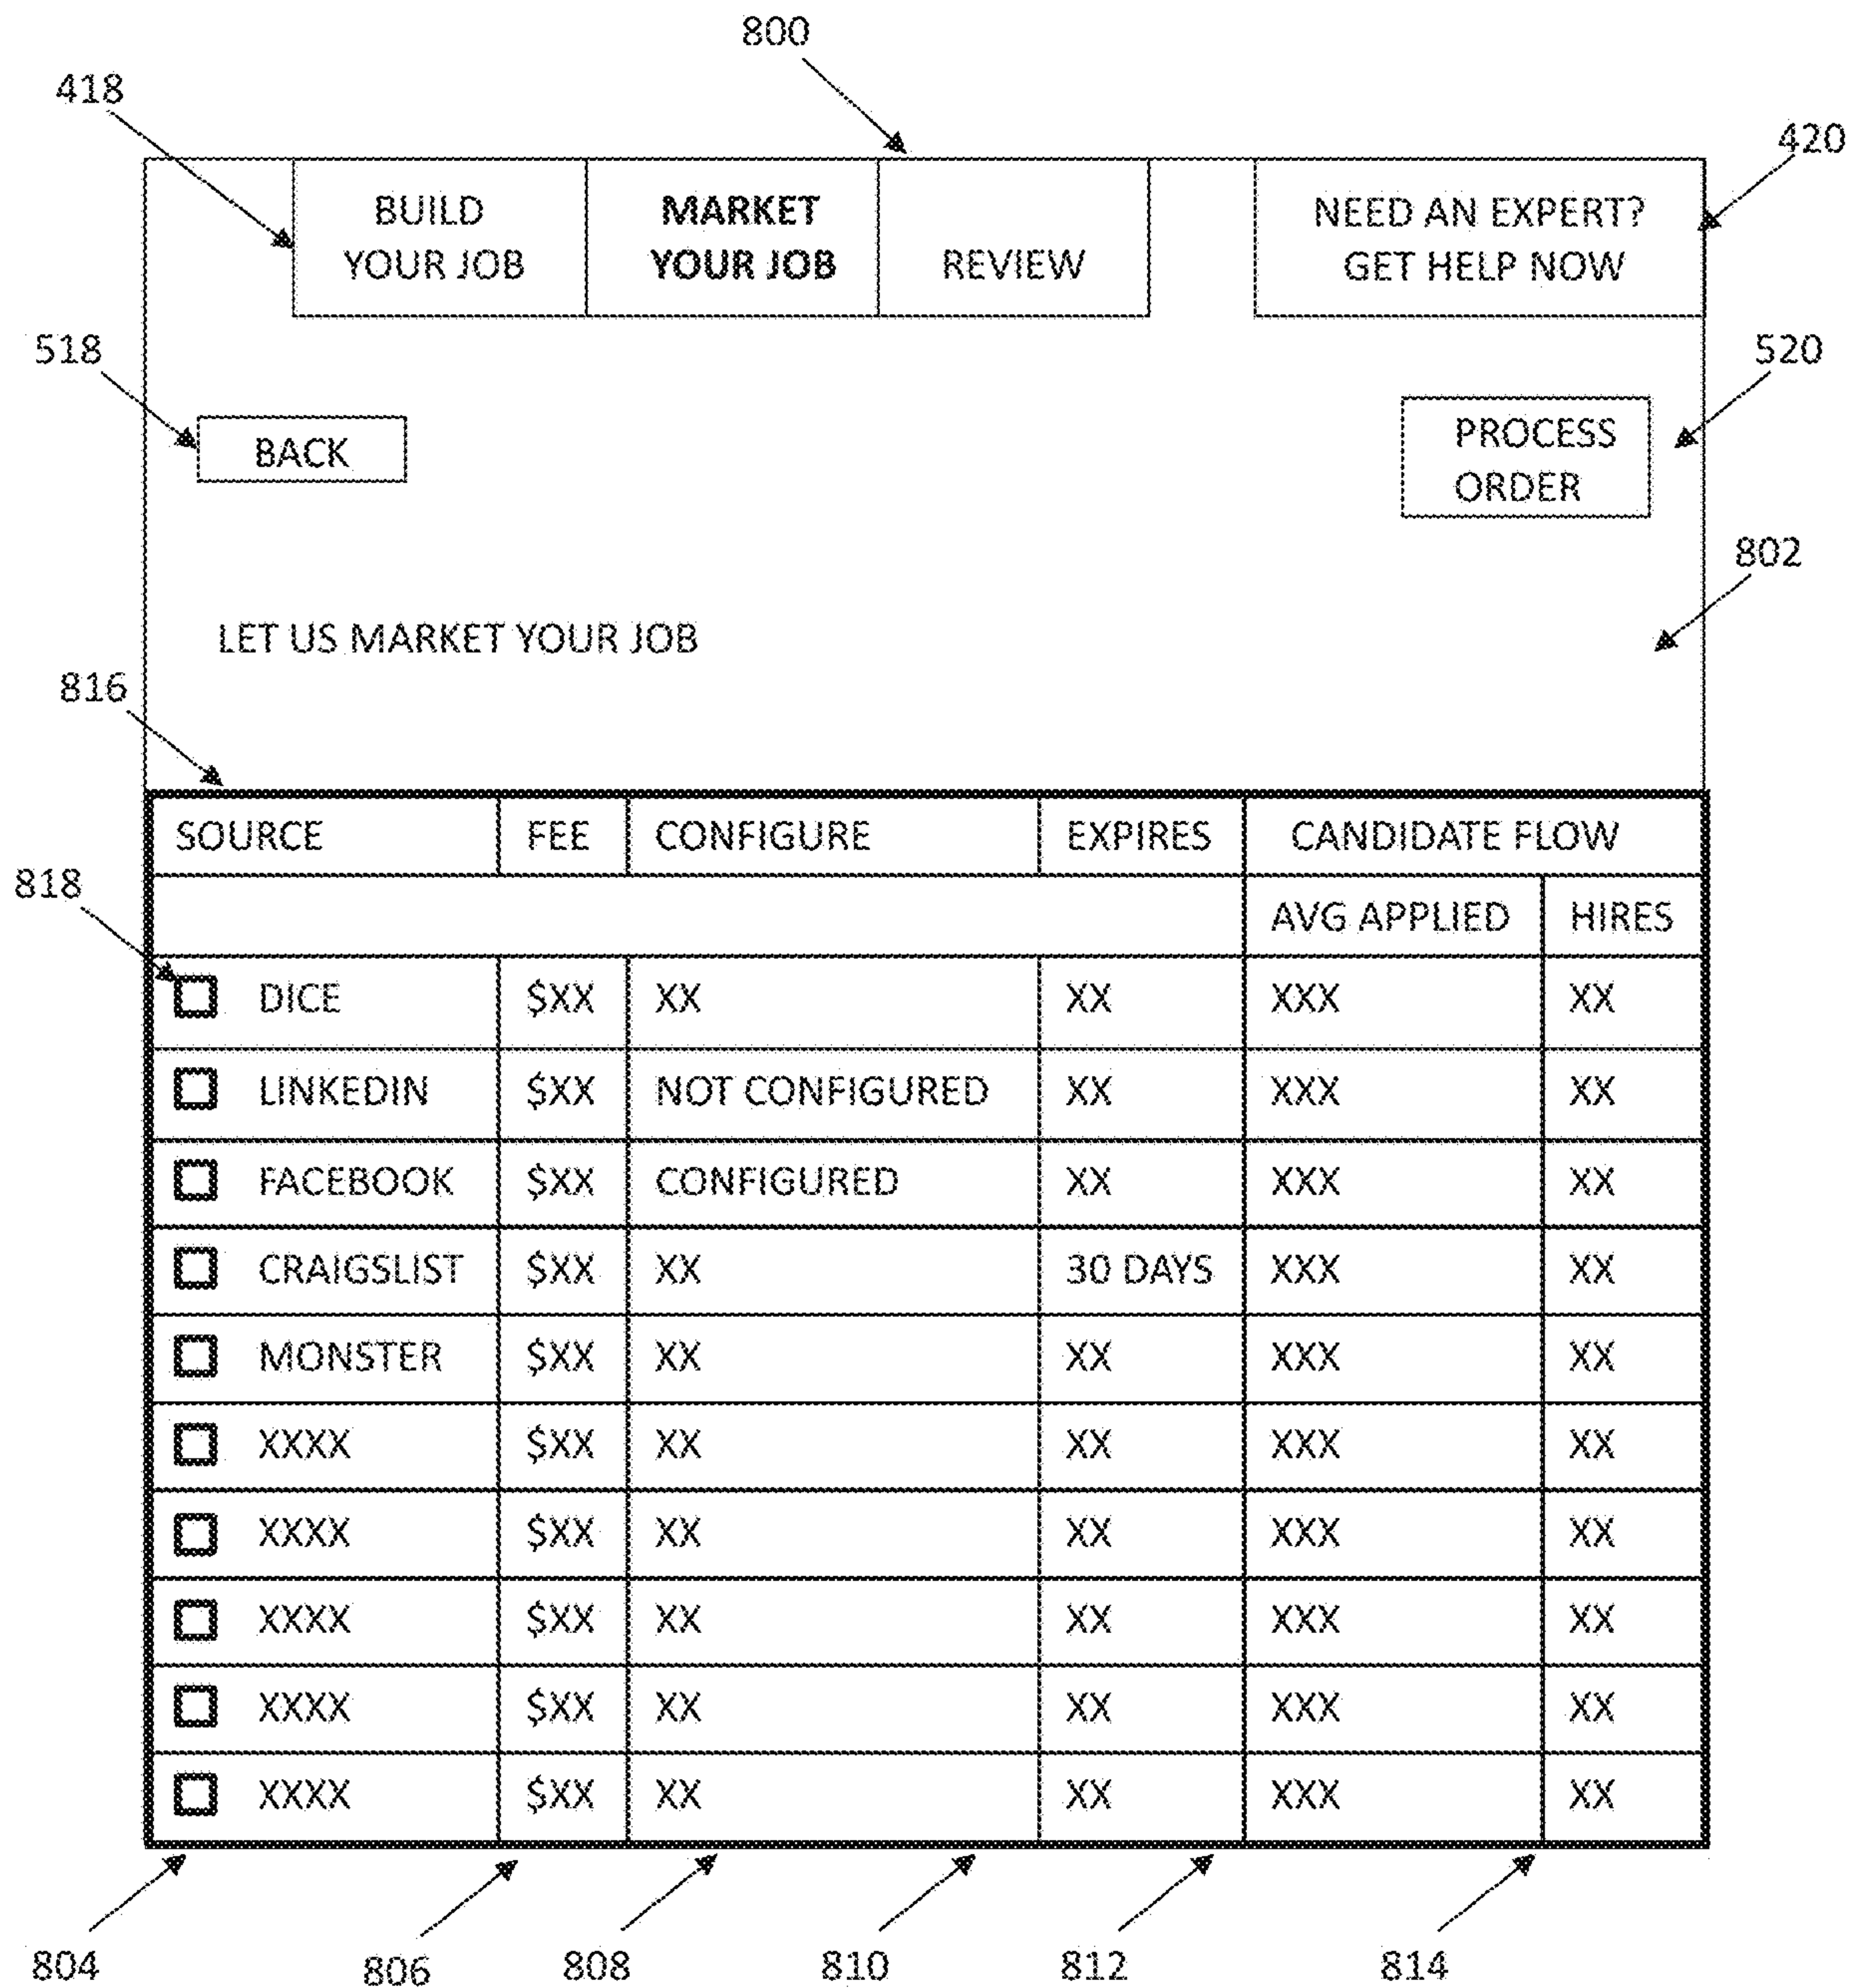 800
418
420
BUILD
YOUR JOB
MARKET
YOUR JOB
REVIEW
NEED AN EXPERT?
GET HELP NOW
518
520
BACK
PROCESS
ORDER
802
LET US MARKET YOUR JOB
816
SOURCE FEE CONFIGURE EXPIRES CANDIDATE FLOW
818
AVG APPLIED HIRES
DICE $XX XX XX XXX XX
LINKEDIN $XX NOT CONFIGURED XX XXX XX
FACEBOOK $XX CONFIGURED XX XXX XX
CRAIGSLIST $XX XX 30 DAYS XXX XX
MONSTER $XX XX XX XXX XX
XXXX $XX XX XX XXX XX
XXXX $XX XX XX XXX XX
XXXX $XX XX XX XXX XX
XXXX $XX XX XX XXX XX
XXXX $XX XX XX XXX XX
804 806 808 810 812 814